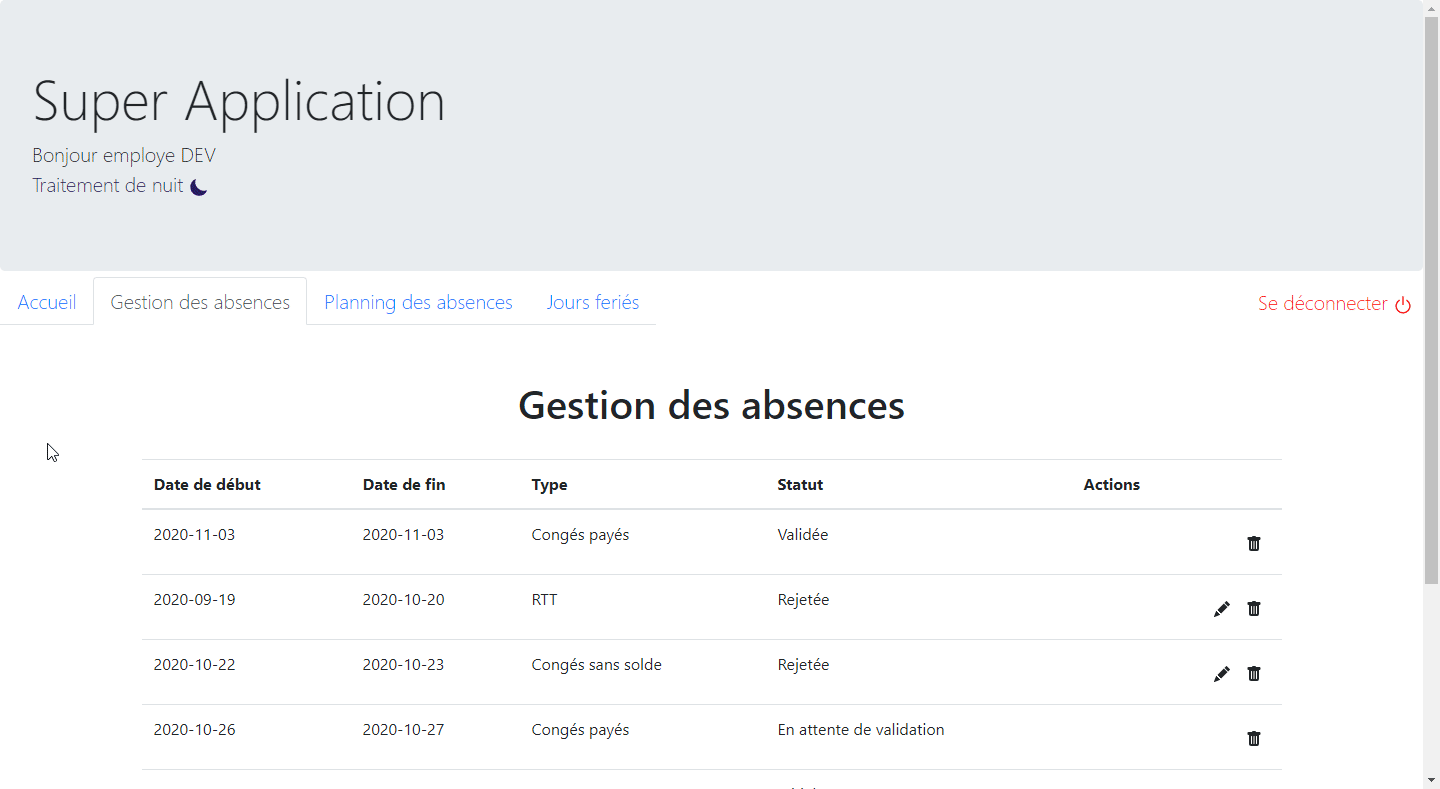 Super Application
Bonjour employe DEV
Traitement de nuit
Accueil Gestion des absences Planning des absences Jours feriés Se déconnecter
Gestion des absences
Date de début Date de fin Type Statut Actions
2020-11-03 2020-11-03 Congés payés Validée
2020-09-19 2020-10-20 RTT Rejetée
2020-10-22 2020-10-23 Congés sans solde Rejetée
2020-10-26 2020-10-27 Congés payés En attente de validation